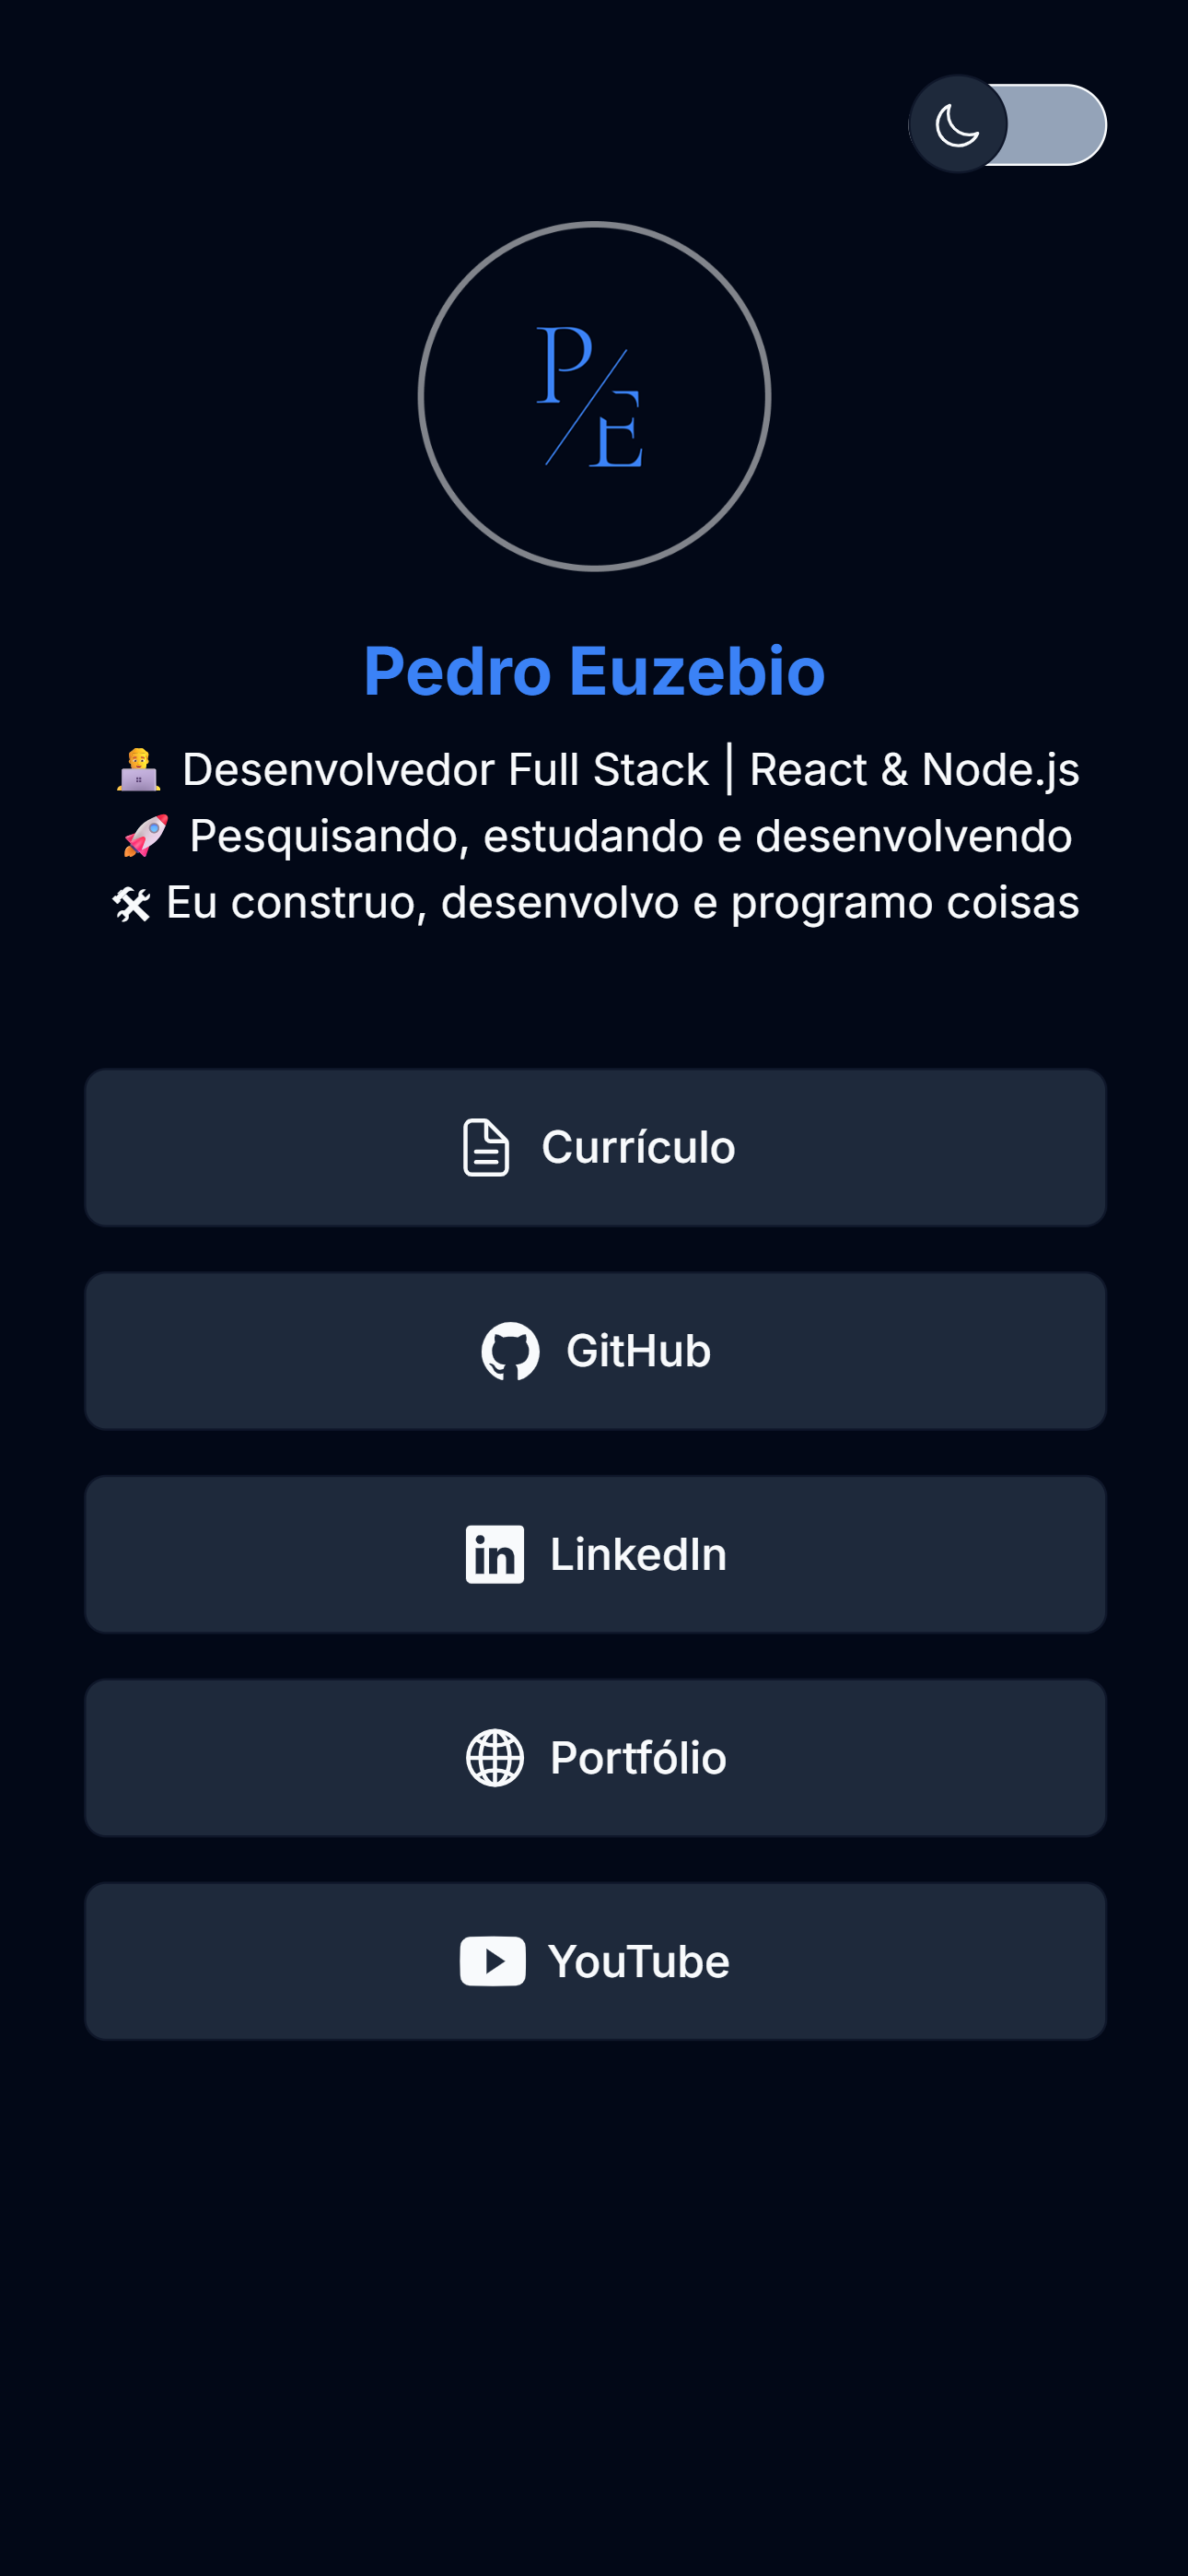 P/E
Pedro Euzebio
👨‍💻 Desenvolvedor Full Stack | React & Node.js
🚀 Pesquisando, estudando e desenvolvendo
🛠 Eu construo, desenvolvo e programo coisas
Currículo
GitHub
in LinkedIn
Portfólio
YouTube